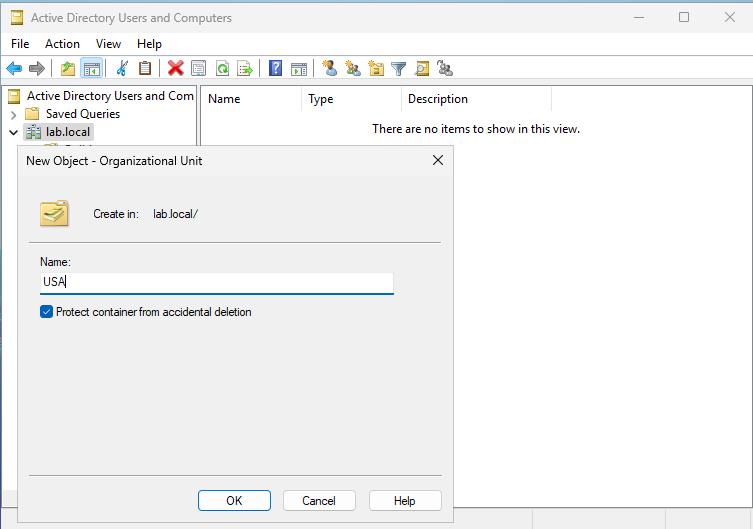 Active Directory Users and Computers
File Action View Help
Active Directory Users and Com
Saved Queries
lab.local
Name Type Description
There are no items to show in this view.
New Object - Organizational Unit
Create in: lab.local/
Name:
USA
Protect container from accidental deletion
OK Cancel Help